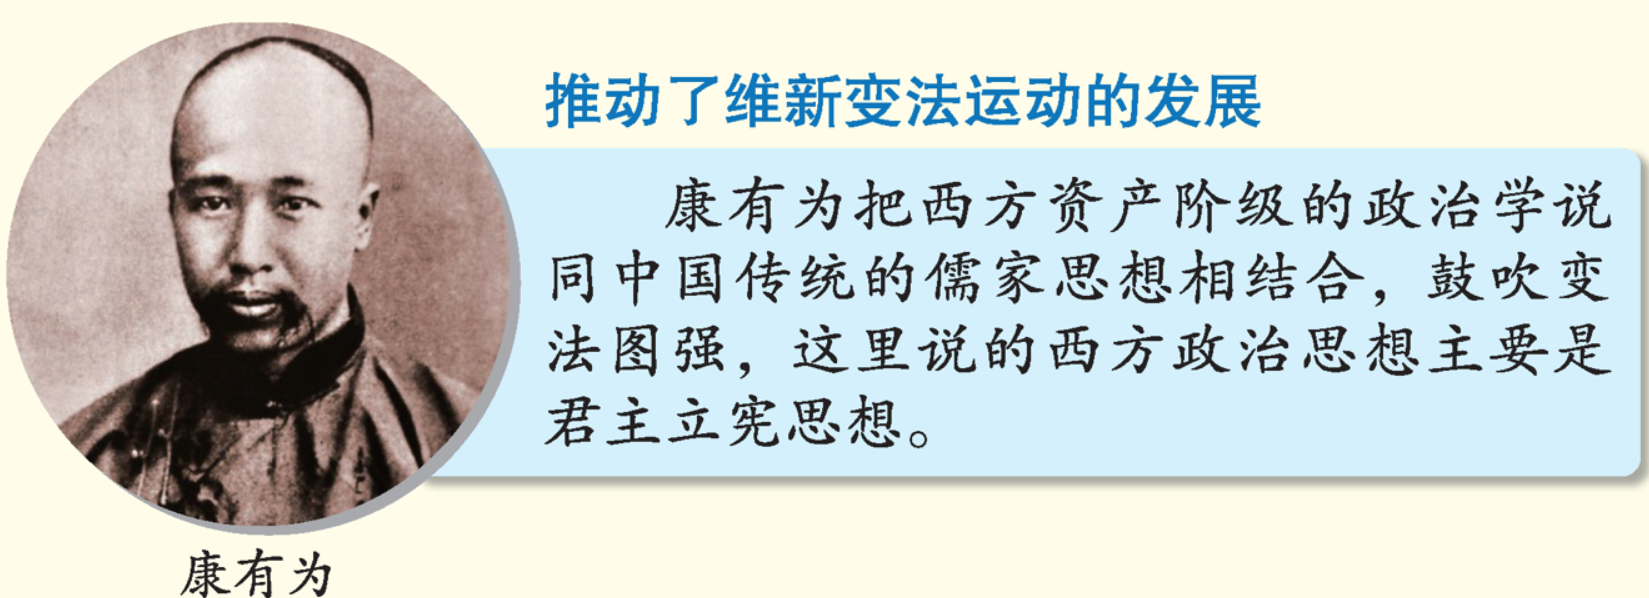 推动了维新变法运动的发展
康有为把西方资产阶级的政治学说
同中国传统的儒家思想相结合，鼓吹变
法图强，这里说的西方政治思想主要是
君主立宪思想。
康有为